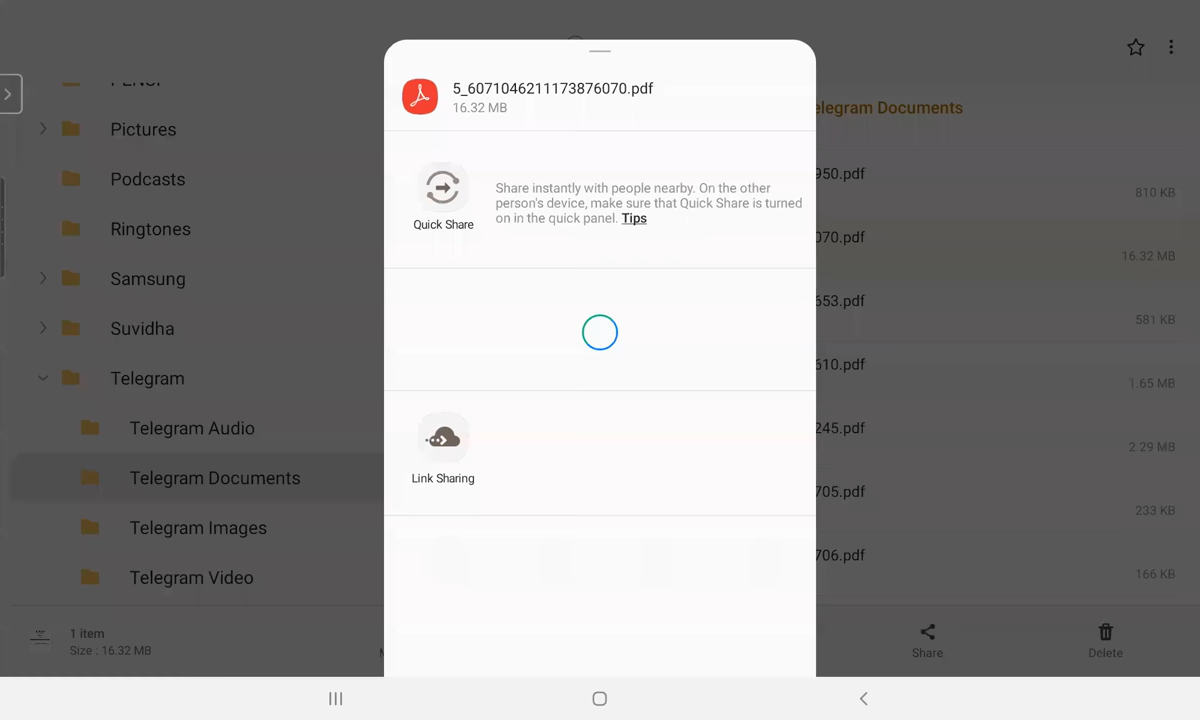 5_6071046211173876070.pdf
16.32 MB
Quick Share
Share instantly with people nearby. On the other
person's device, make sure that Quick Share is turned
on in the quick panel. Tips
Link Sharing
Pictures
Podcasts
Ringtones
Samsung
Suvidha
Telegram
Telegram Audio
Telegram Documents
Telegram Images
Telegram Video
1 item
Size : 16.32 MB
elegram Documents
950.pdf
810 KB
070.pdf
16.32 MB
653.pdf
581 KB
610.pdf
1.65 MB
245.pdf
2.29 MB
705.pdf
233 KB
706.pdf
166 KB
Share
Delete